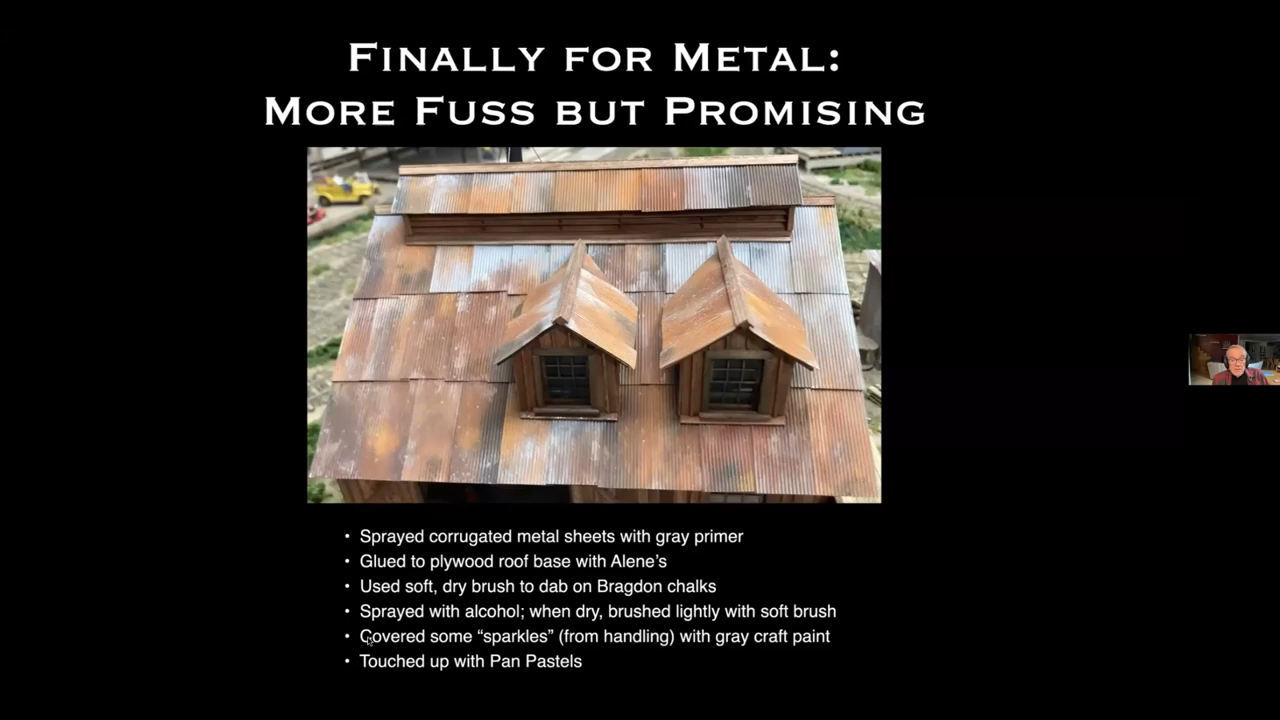 Finally for Metal:
More Fuss but Promising
• Sprayed corrugated metal sheets with gray primer
• Glued to plywood roof base with Alene’s
• Used soft, dry brush to dab on Bragdon chalks
• Sprayed with alcohol; when dry, brushed lightly with soft brush
• Covered some “sparkles” (from handling) with gray craft paint
• Touched up with Pan Pastels